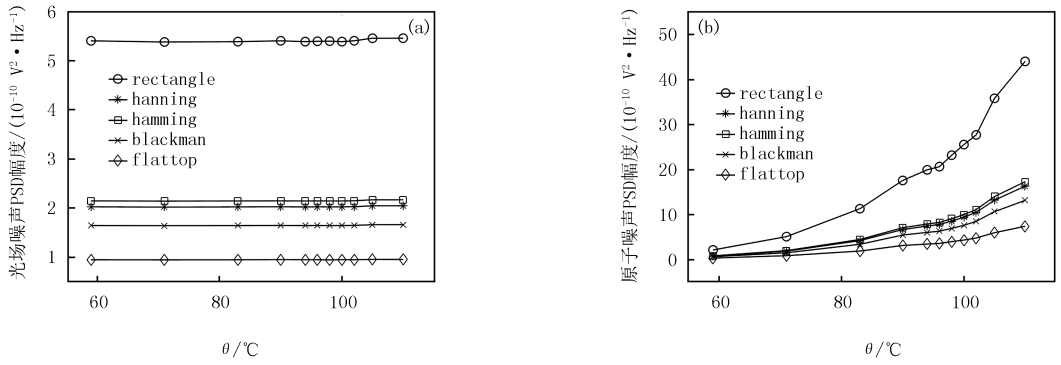 光场噪声PSD幅度/(10⁻¹⁰ V²·Hz⁻¹)
6
5
4
3
2
1
(a)
rectangle
hanning
hamming
blackman
flattop
60
80
100
θ/℃
原子噪声PSD幅度/(10⁻¹⁰ V²·Hz⁻¹)
50
40
30
20
10
0
(b)
rectangle
hanning
hamming
blackman
flattop
60
80
100
θ/℃